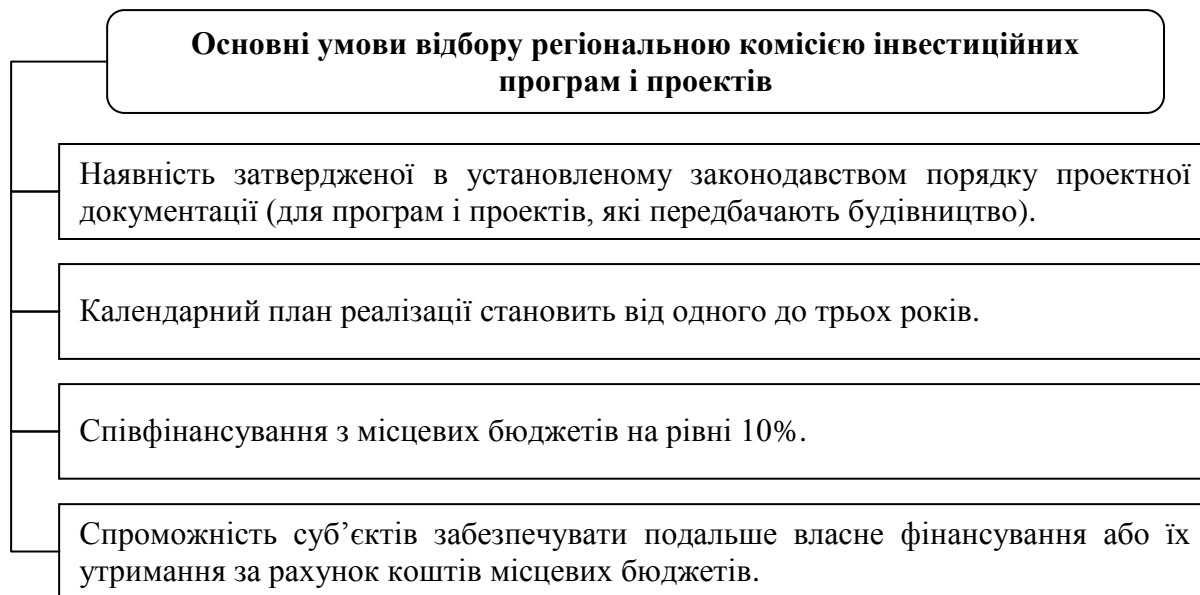 Основні умови відбору регіональною комісією інвестиційних
програм і проектів
Наявність затвердженої в установленому законодавством порядку проектної
документації (для програм і проектів, які передбачають будівництво).
Календарний план реалізації становить від одного до трьох років.
Співфінансування з місцевих бюджетів на рівні 10%.
Спроможність суб’єктів забезпечувати подальше власне фінансування або їх
утримання за рахунок коштів місцевих бюджетів.